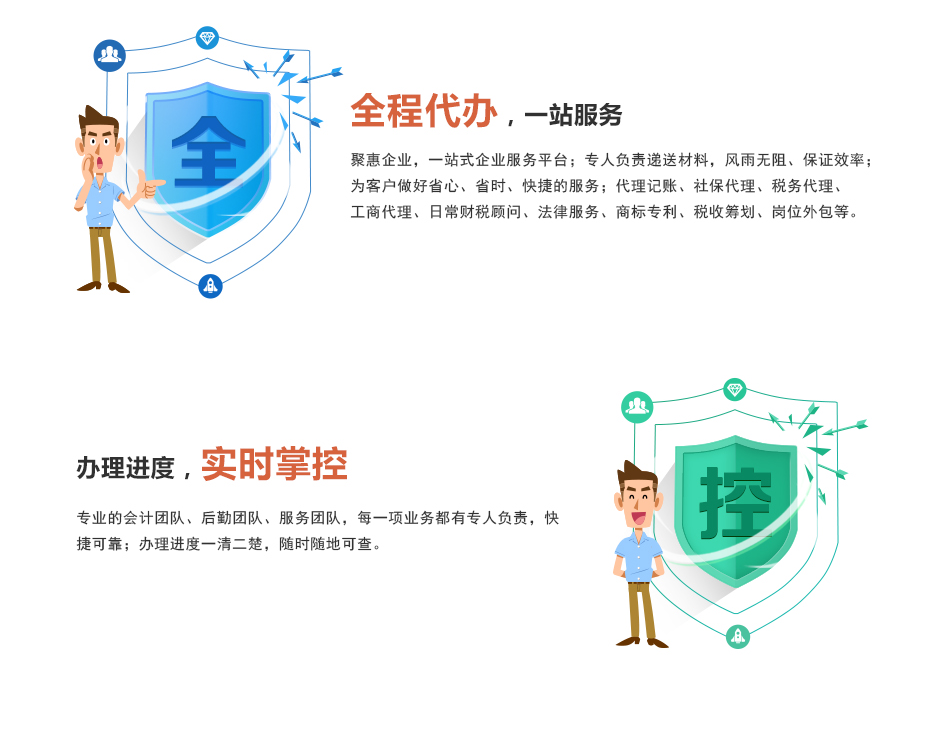 全
全程代办，一站服务
聚惠企业，一站式企业服务平台；专人负责递送材料，风雨无阻、保证效率；
为客户做好省心、省时、快捷的服务；代理记账、社保代理、税务代理、
工商代理、日常财税顾问、法律服务、商标专利、税收筹划、岗位外包等。
办理进度，实时掌控
专业的会计团队、后勤团队、服务团队，每一项业务都有专人负责，快
捷可靠；办理进度一清二楚，随时随地可查。
控